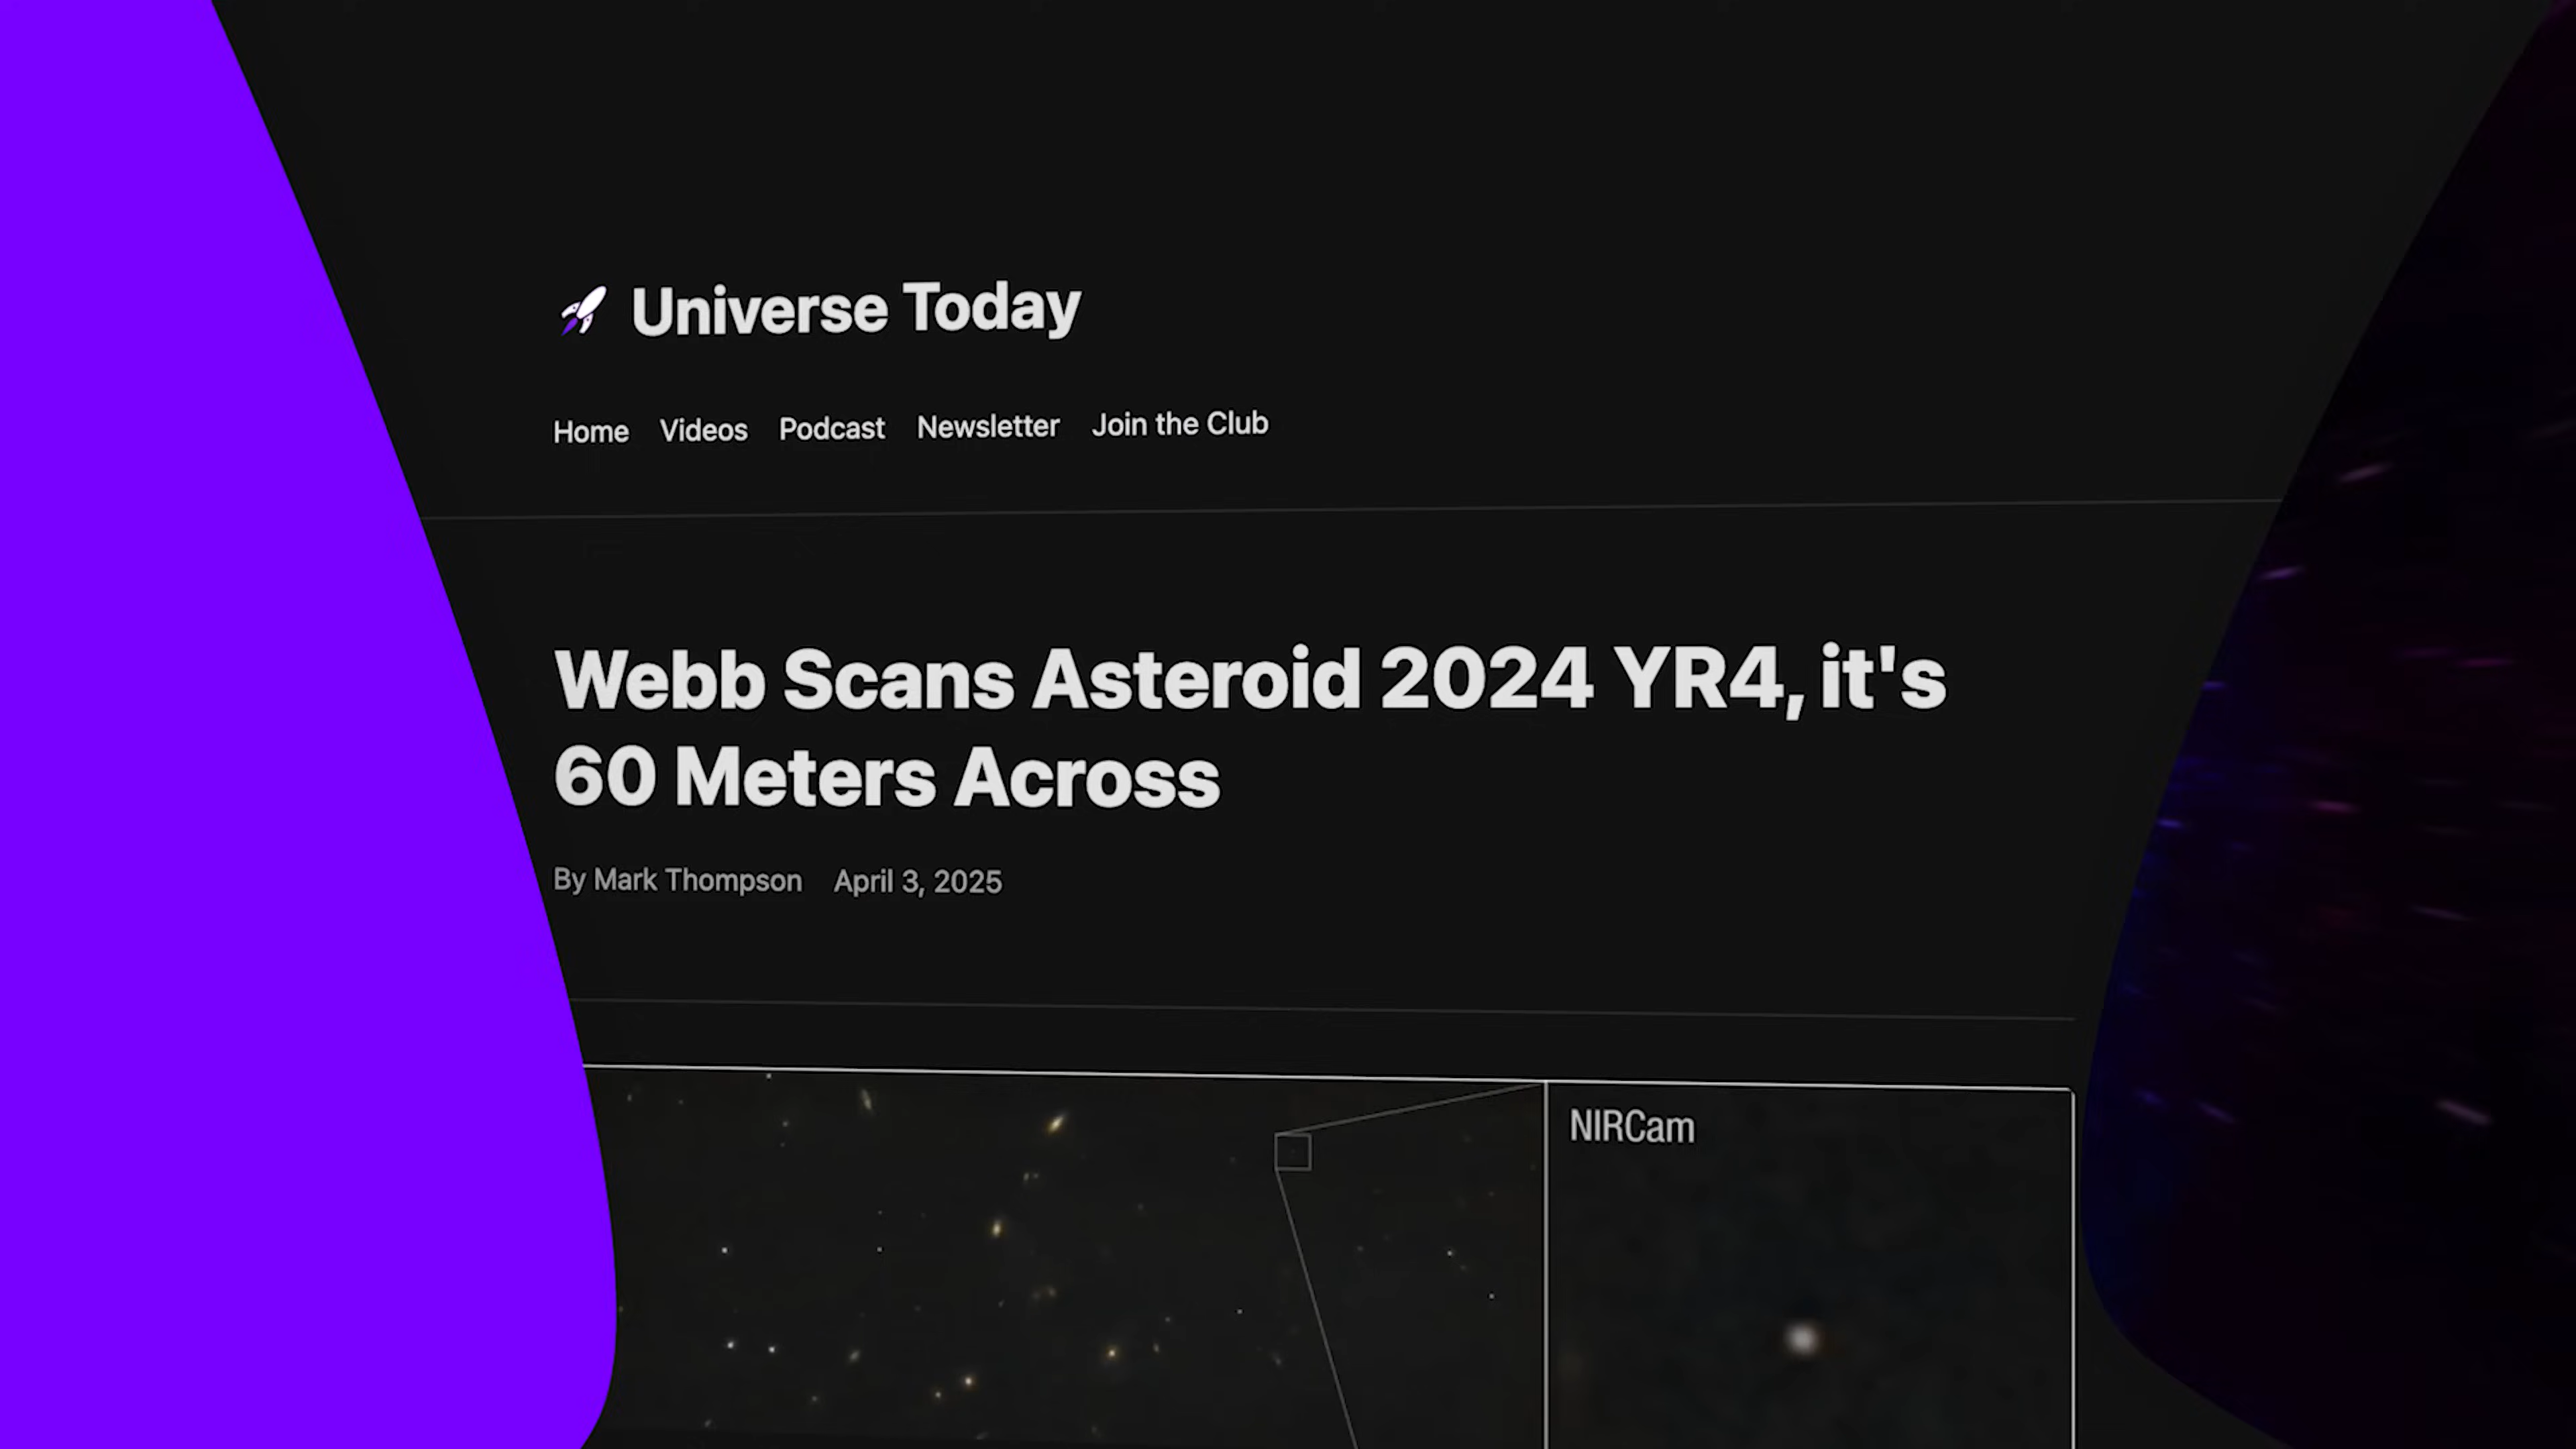 Universe Today
Home Videos Podcast Newsletter Join the Club
Webb Scans Asteroid 2024 YR4, it's
60 Meters Across
By Mark Thompson April 3, 2025
NIRCam